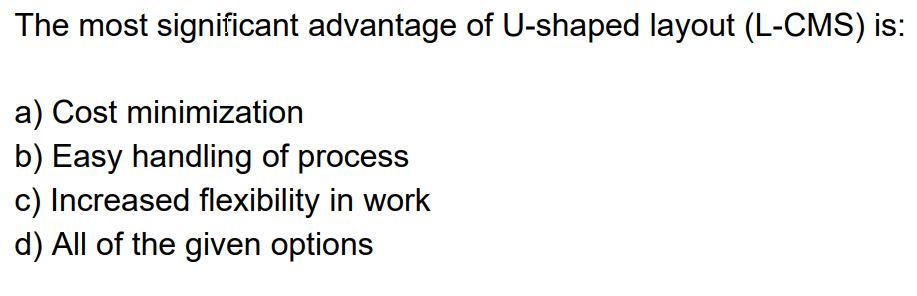 The most significant advantage of U-shaped layout (L-CMS) is:
a) Cost minimization
b) Easy handling of process
c) Increased flexibility in work
d) All of the given options